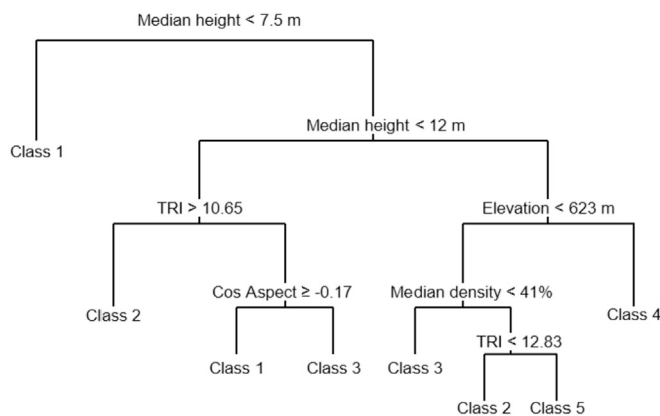 Median height < 7.5 m
Median height < 12 m
Class 1
TRI > 10.65
Elevation < 623 m
Cos Aspect ≥ -0.17
Median density < 41%
Class 2
Class 4
TRI < 12.83
Class 1
Class 3
Class 3
Class 2
Class 5